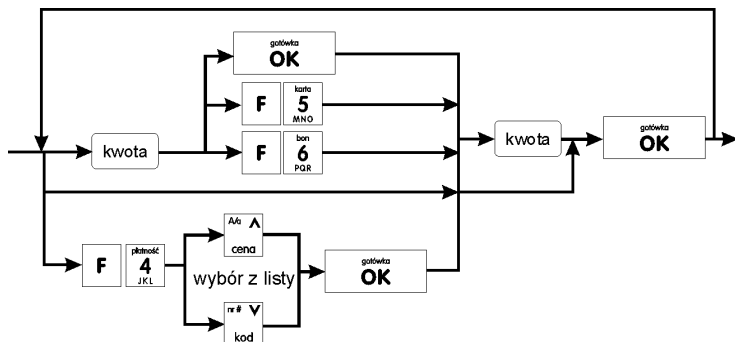 gotówka
OK
F
karta
5
MNO
kwota
F
bon
6
PQR
kwota
gotówka
OK
F
płatność
4
JKL
A/a
cena
wybór z listy
nr #
kod
gotówka
OK